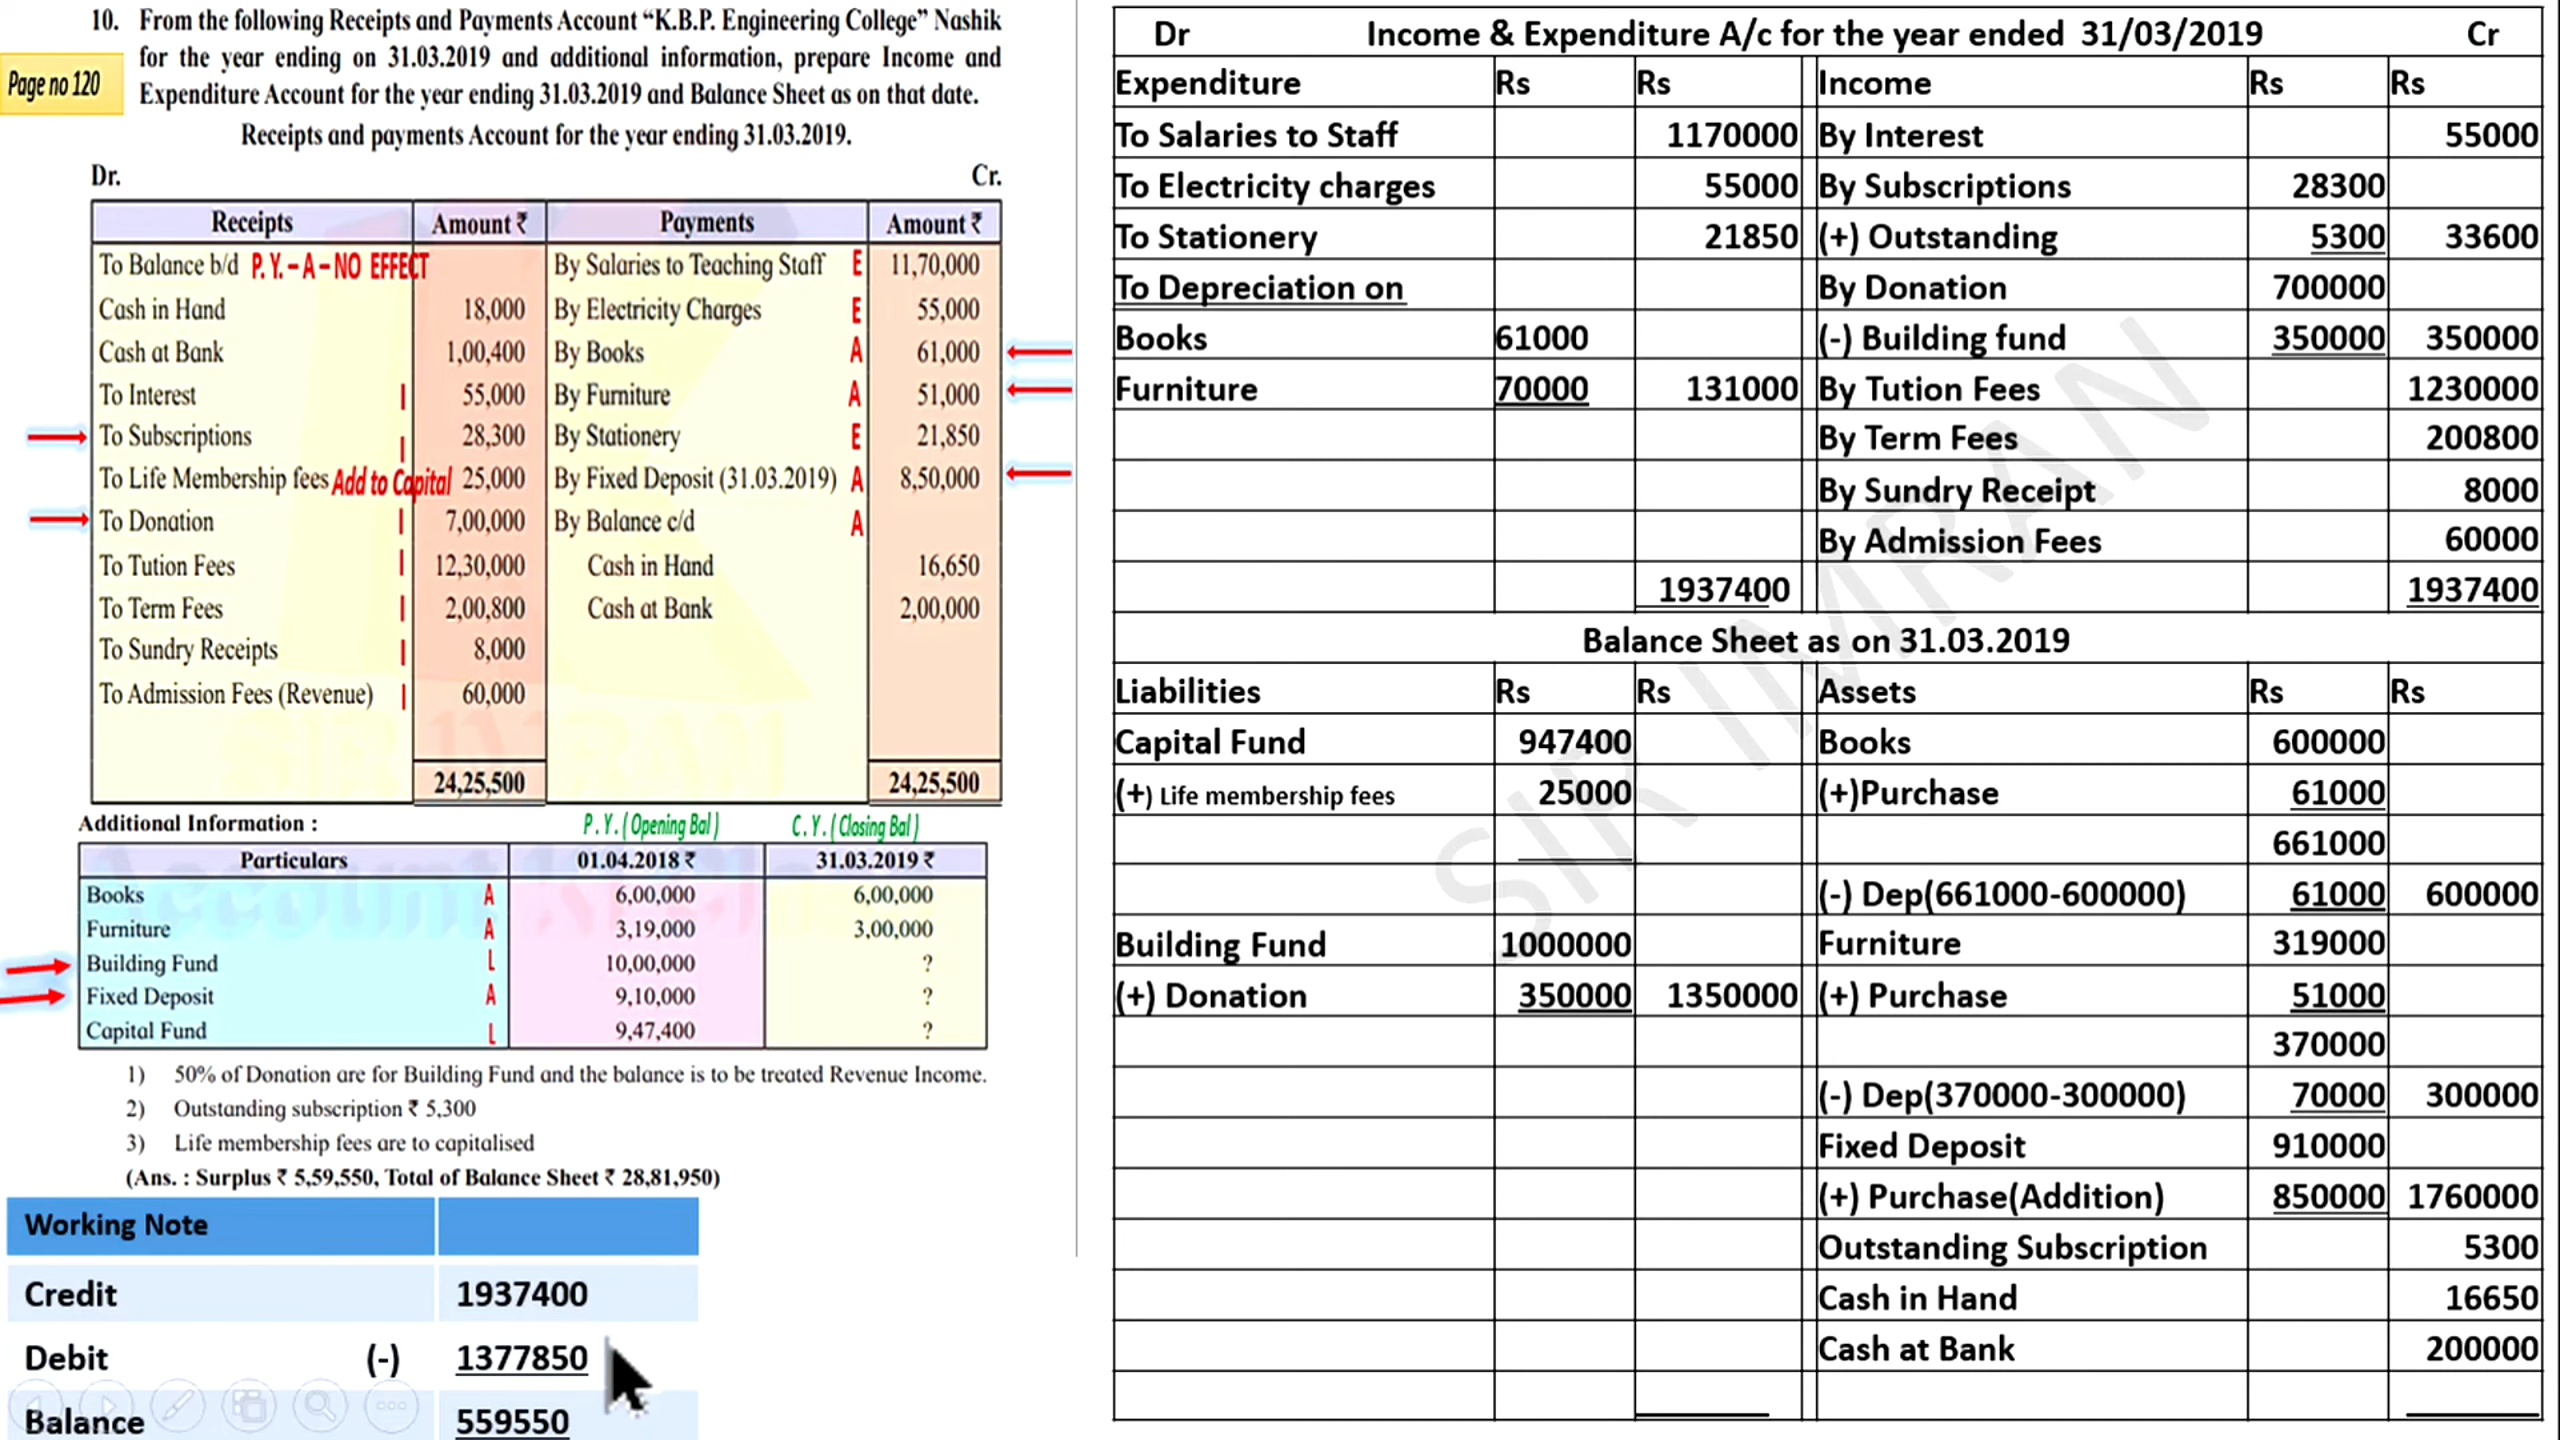 10. From the following Receipts and Payments Account “K.B.P. Engineering College” Nashik
for the year ending on 31.03.2019 and additional information, prepare Income and
Page no 120
Expenditure Account for the year ending 31.03.2019 and Balance Sheet as on that date.
Receipts and payments Account for the year ending 31.03.2019.
Dr. Cr.
Receipts Amount ₹ Payments Amount ₹
To Balance b/d P.Y. – A – NO EFFECT By Salaries to Teaching Staff E 11,70,000
Cash in Hand 18,000 By Electricity Charges E 55,000
Cash at Bank 1,00,400 By Books A 61,000
To Interest I 55,000 By Furniture A 51,000
To Subscriptions I 28,300 By Stationery E 21,850
To Life Membership fees Add to Capital 25,000 By Fixed Deposit (31.03.2019) A 8,50,000
To Donation I 7,00,000 By Balance c/d A
To Tution Fees I 12,30,000 Cash in Hand 16,650
To Term Fees I 2,00,800 Cash at Bank 2,00,000
To Sundry Receipts I 8,000
To Admission Fees (Revenue) I 60,000
24,25,500 24,25,500
Additional Information : P.Y. (Opening Bal) C.Y. (Closing Bal)
Particulars 01.04.2018 ₹ 31.03.2019 ₹
Books A 6,00,000 6,00,000
Furniture A 3,19,000 3,00,000
Building Fund L 10,00,000 ?
Fixed Deposit A 9,10,000 ?
Capital Fund L 9,47,400 ?
1) 50% of Donation are for Building Fund and the balance is to be treated Revenue Income.
2) Outstanding subscription ₹ 5,300
3) Life membership fees are to capitalised
(Ans. : Surplus ₹ 5,59,550, Total of Balance Sheet ₹ 28,81,950)
Working Note
Credit 1937400
Debit (-) 1377850
Balance 559550
Dr Income & Expenditure A/c for the year ended 31/03/2019 Cr
Expenditure Rs Rs Income Rs Rs
To Salaries to Staff 1170000 By Interest 55000
To Electricity charges 55000 By Subscriptions 28300
To Stationery 21850 (+) Outstanding 5300 33600
To Depreciation on By Donation 700000
Books 61000 (-) Building fund 350000 350000
Furniture 70000 131000 By Tution Fees 1230000
By Term Fees 200800
By Sundry Receipt 8000
By Admission Fees 60000
1937400 1937400
Balance Sheet as on 31.03.2019
Liabilities Rs Rs Assets Rs Rs
Capital Fund 947400 Books 600000
(+) Life membership fees 25000 (+)Purchase 61000
661000
(-) Dep(661000-600000) 61000 600000
Building Fund 1000000 Furniture 319000
(+) Donation 350000 1350000 (+) Purchase 51000
370000
(-) Dep(370000-300000) 70000 300000
Fixed Deposit 910000
(+) Purchase(Addition) 850000 1760000
Outstanding Subscription 5300
Cash in Hand 16650
Cash at Bank 200000
SIR IMRAN